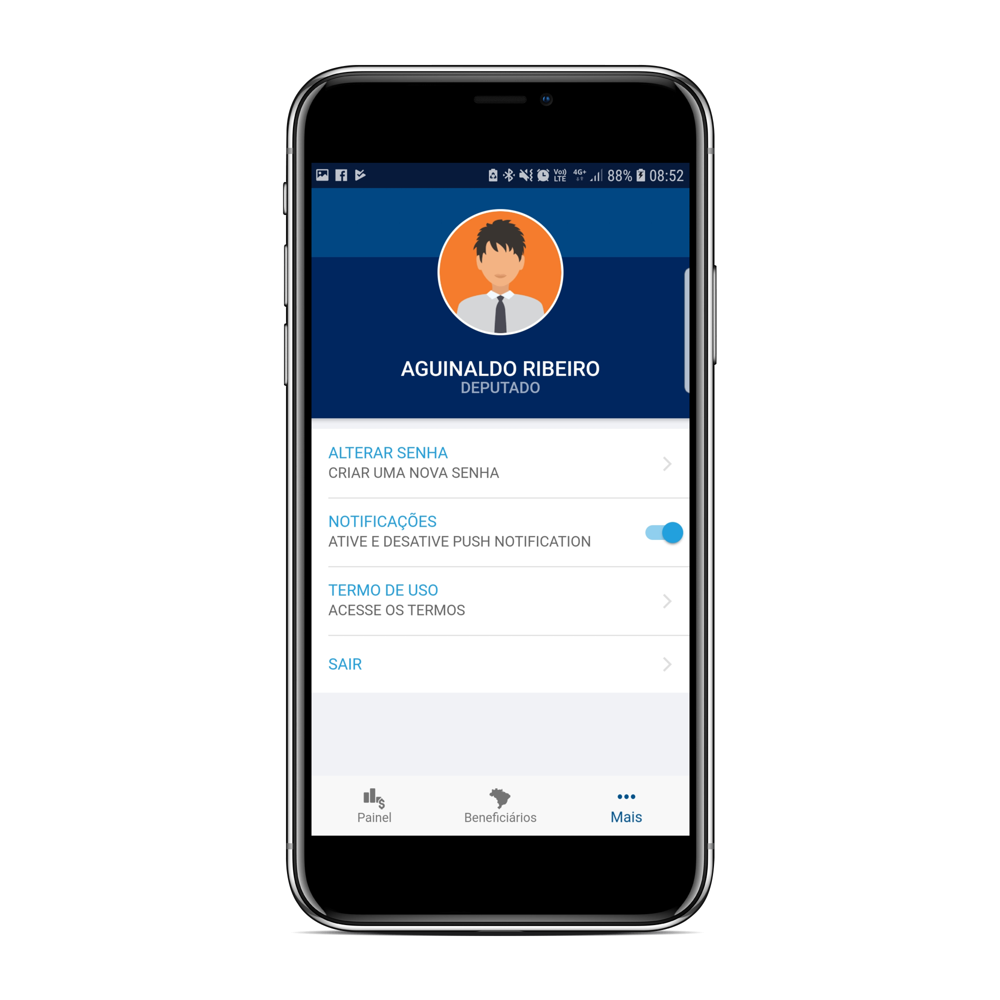 Vo)) LTE 4G+ 88% 08:52
AGUINALDO RIBEIRO
DEPUTADO
ALTERAR SENHA
CRIAR UMA NOVA SENHA
NOTIFICAÇÕES
ATIVE E DESATIVE PUSH NOTIFICATION
TERMO DE USO
ACESSE OS TERMOS
SAIR
Painel Beneficiários Mais